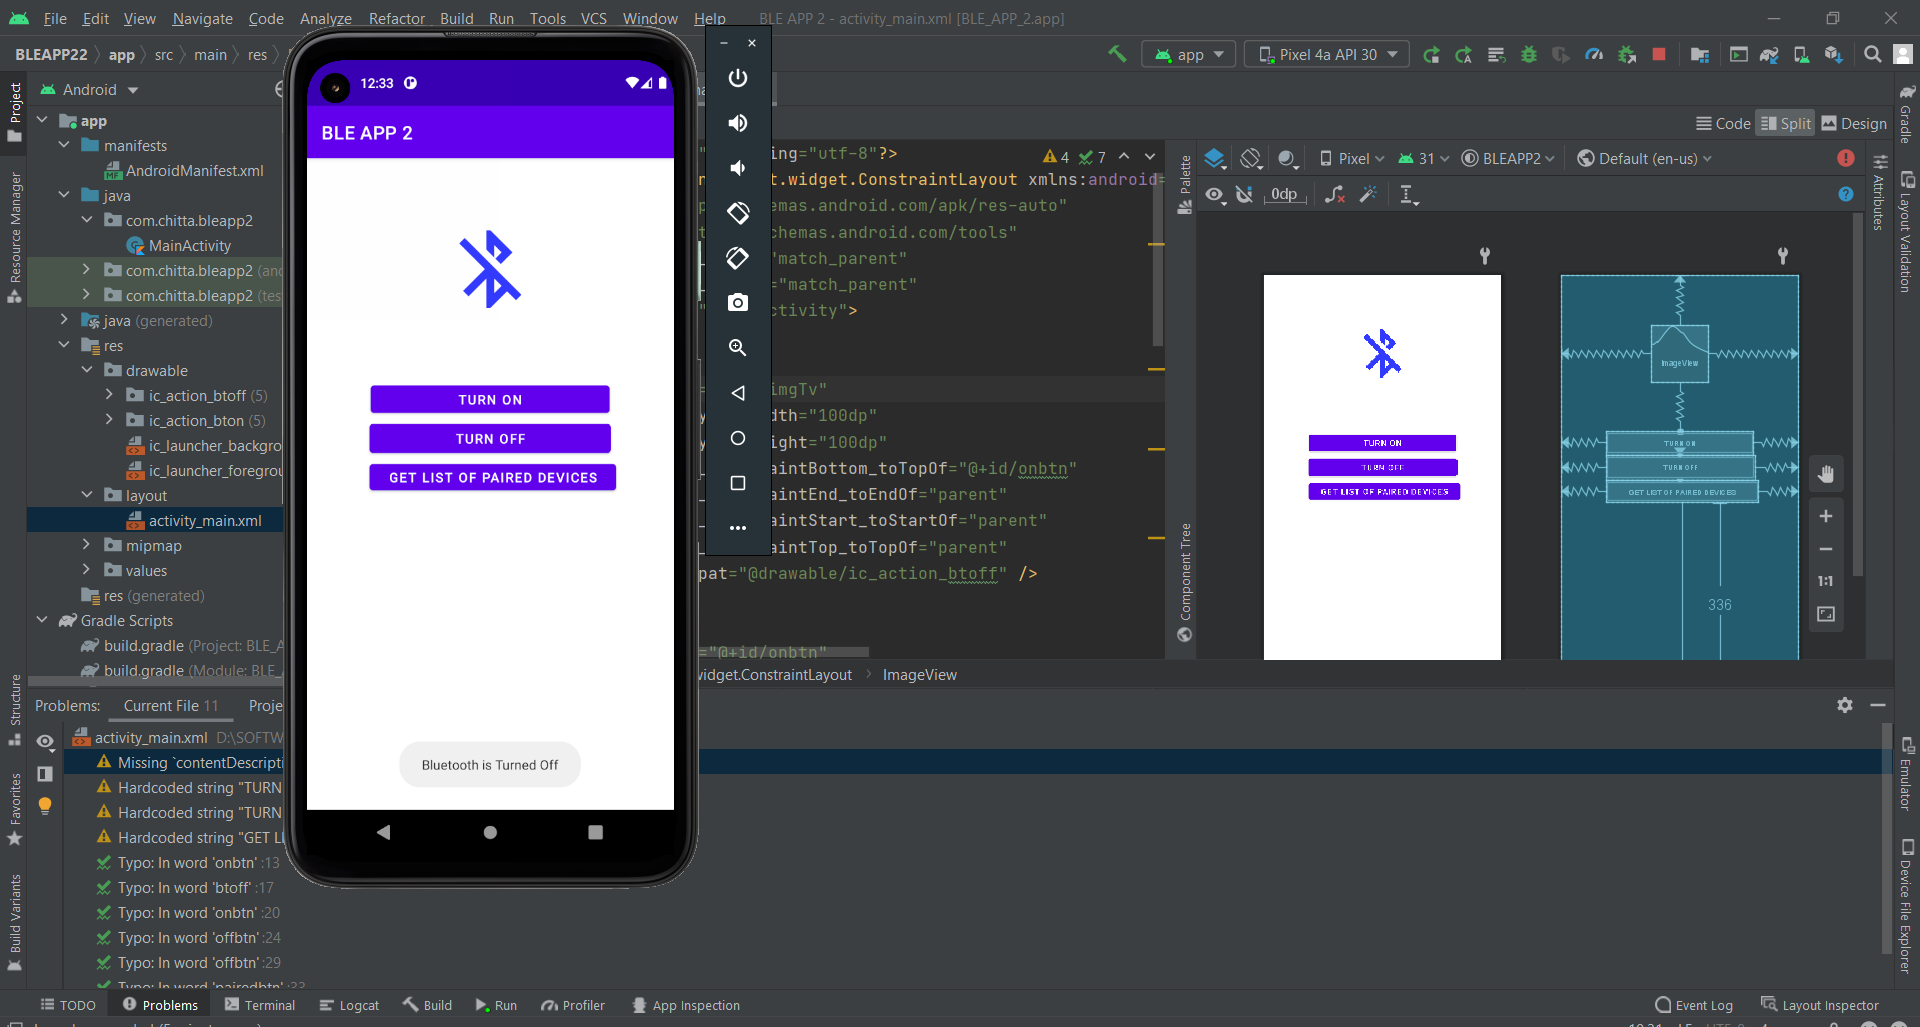 File Edit View Navigate Code Analyze Refactor Build Run Tools VCS Window Help BLE APP 2 - activity_main.xml [BLE_APP_2.app]
BLEAPP22 app src main res
app Pixel 4a API 30
Project
Android
app
manifests
AndroidManifest.xml
java
com.chitta.bleapp2
MainActivity
com.chitta.bleapp2
com.chitta.bleapp2
java (generated)
res
drawable
ic_action_btoff (5)
ic_action_bton (5)
ic_launcher_backgro
ic_launcher_foregrou
layout
activity_main.xml
mipmap
values
res (generated)
Gradle Scripts
build.gradle (Project: BLE_A
build.gradle (Module: BLE_
Resource Manager
Structure
Favorites
Build Variants
12:33
BLE APP 2
TURN ON
TURN OFF
GET LIST OF PAIRED DEVICES
Bluetooth is Turned Off
Code Split Design
ing="utf-8"?>
4 7
t.widget.ConstraintLayout xmlns:android=
hemas.android.com/apk/res-auto"
chemas.android.com/tools"
match_parent"
="match_parent"
ctivity">
imgTv"
dth="100dp"
ight="100dp"
aintBottom_toTopOf="@+id/onbtn"
aintEnd_toEndOf="parent"
aintStart_toStartOf="parent"
aintTop_toTopOf="parent"
pat="@drawable/ic_action_btoff" />
="@+id/onbtn"
widget.ConstraintLayout ImageView
Palette
Component Tree
Pixel 31 BLEAPP2 Default (en-us)
0dp
TURN ON
TURN OFF
GET LIST OF PAIRED DEVICES
ImageView
TURN ON
TURN OFF
GET LIST OF PAIRED DEVICES
336
1:1
Gradle
Attributes
Layout Validation
Emulator
Device File Explorer
Problems: Current File 11 Proje
activity_main.xml D:\SOFTW
Missing `contentDescripti
Hardcoded string "TURN
Hardcoded string "TURN
Hardcoded string "GET LI
Typo: In word 'onbtn' :13
Typo: In word 'btoff' :17
Typo: In word 'onbtn' :20
Typo: In word 'offbtn' :24
Typo: In word 'offbtn' :29
TODO Problems Terminal Logcat Build Run Profiler App Inspection Event Log Layout Inspector